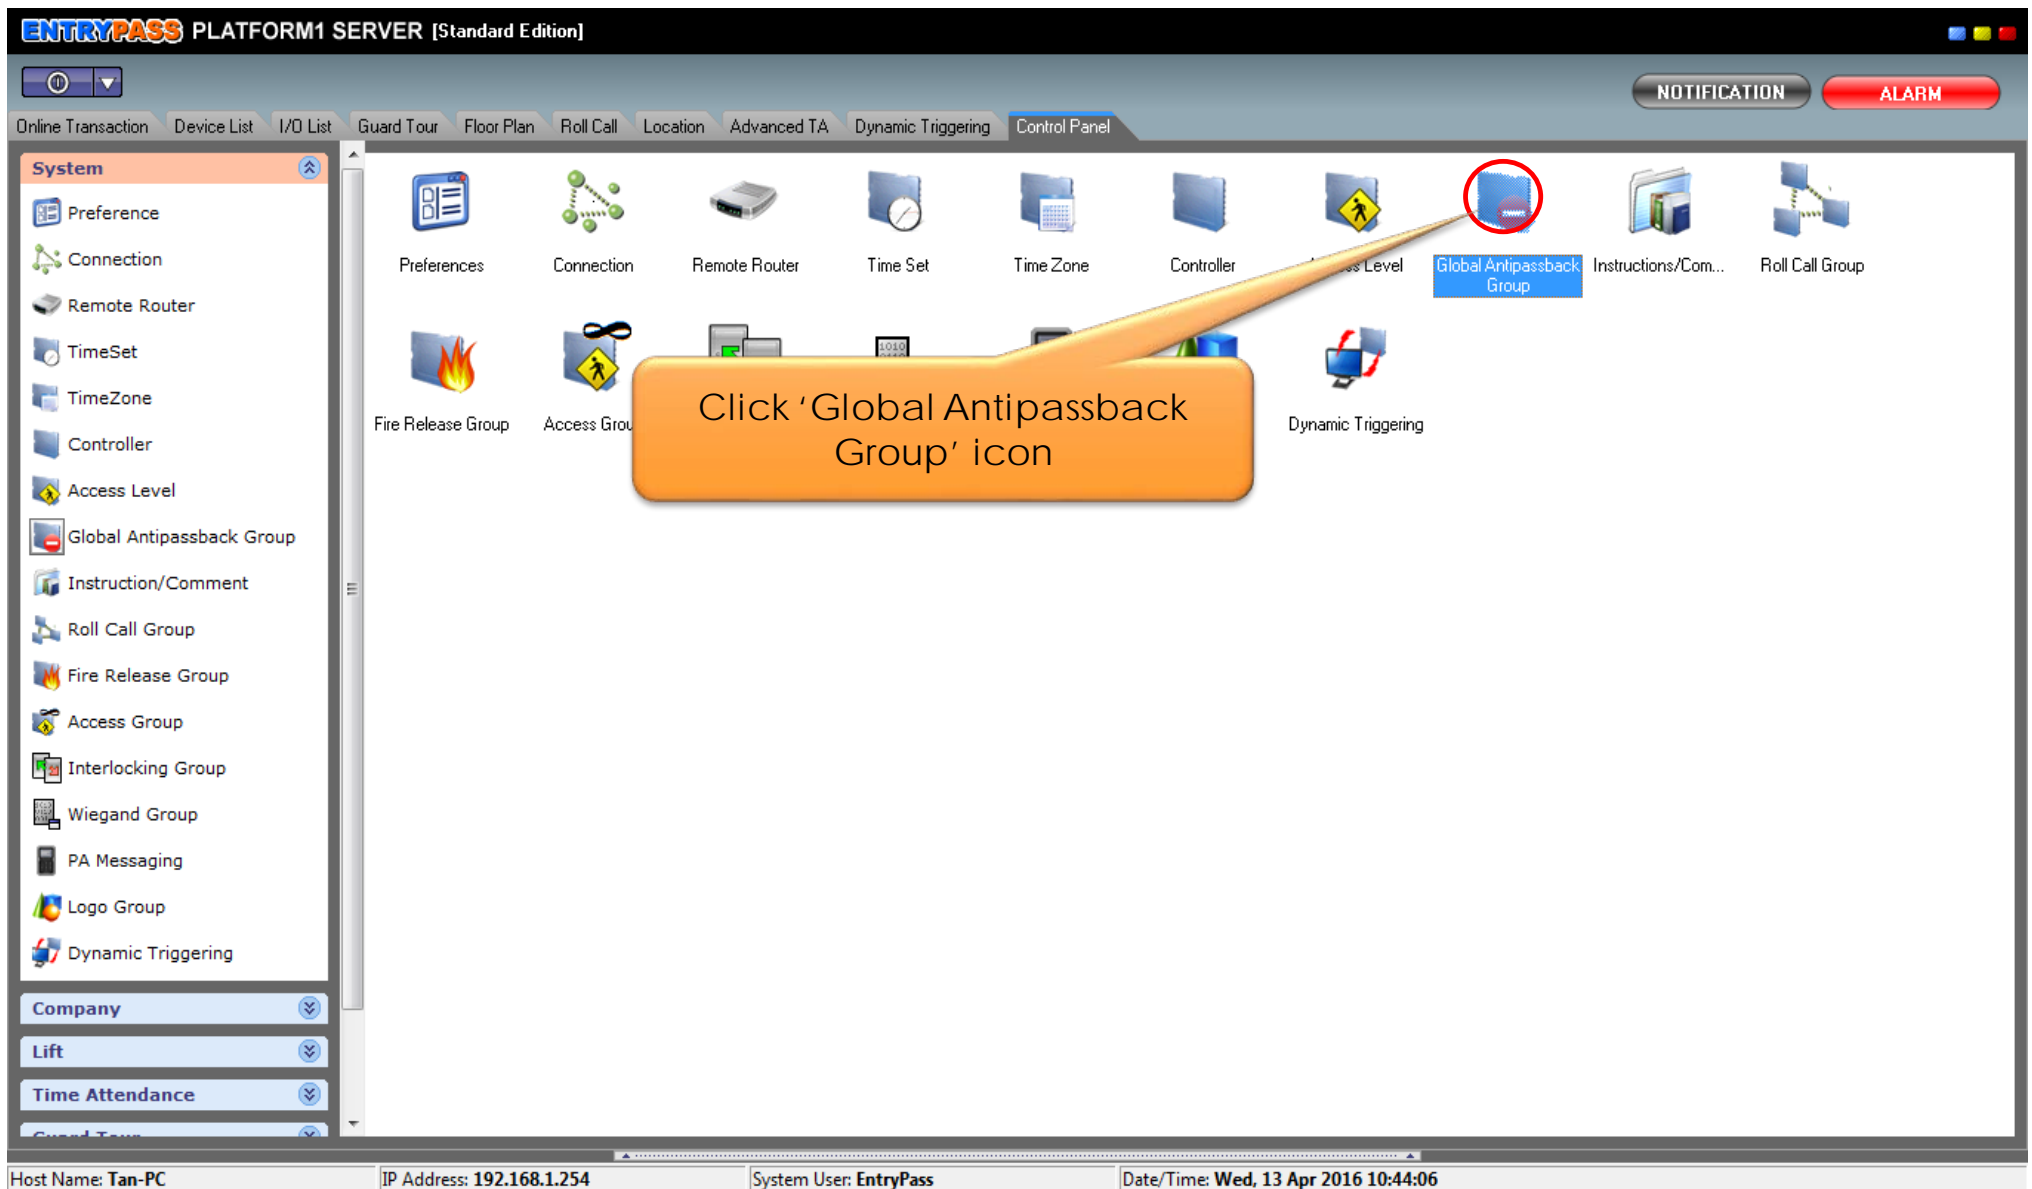 ENTRYPASS PLATFORM1 SERVER [Standard Edition]
NOTIFICATION
ALARM
Online Transaction
Device List
I/O List
Guard Tour
Floor Plan
Roll Call
Location
Advanced TA
Dynamic Triggering
Control Panel
System
Preference
Connection
Remote Router
TimeSet
TimeZone
Controller
Access Level
Global Antipassback Group
Instruction/Comment
Roll Call Group
Fire Release Group
Access Group
Interlocking Group
Wiegand Group
PA Messaging
Logo Group
Dynamic Triggering
Company
Lift
Time Attendance
Guard Tour
Preferences
Connection
Remote Router
Time Set
Time Zone
Controller
Level
Global Antipassback
Group
Instructions/Com...
Roll Call Group
Fire Release Group
Access Grou
Dynamic Triggering
Click ‘Global Antipassback
Group’ icon
Host Name: Tan-PC
IP Address: 192.168.1.254
System User: EntryPass
Date/Time: Wed, 13 Apr 2016 10:44:06